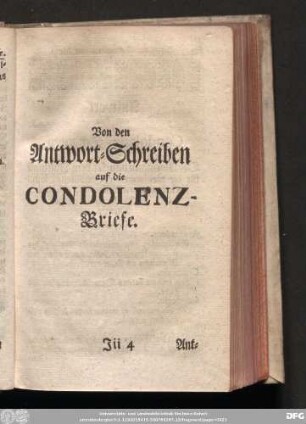 Von den
Antwort-Schreiben
auf die
CONDOLENZ-
Briefe.
Jii 4
Ant-